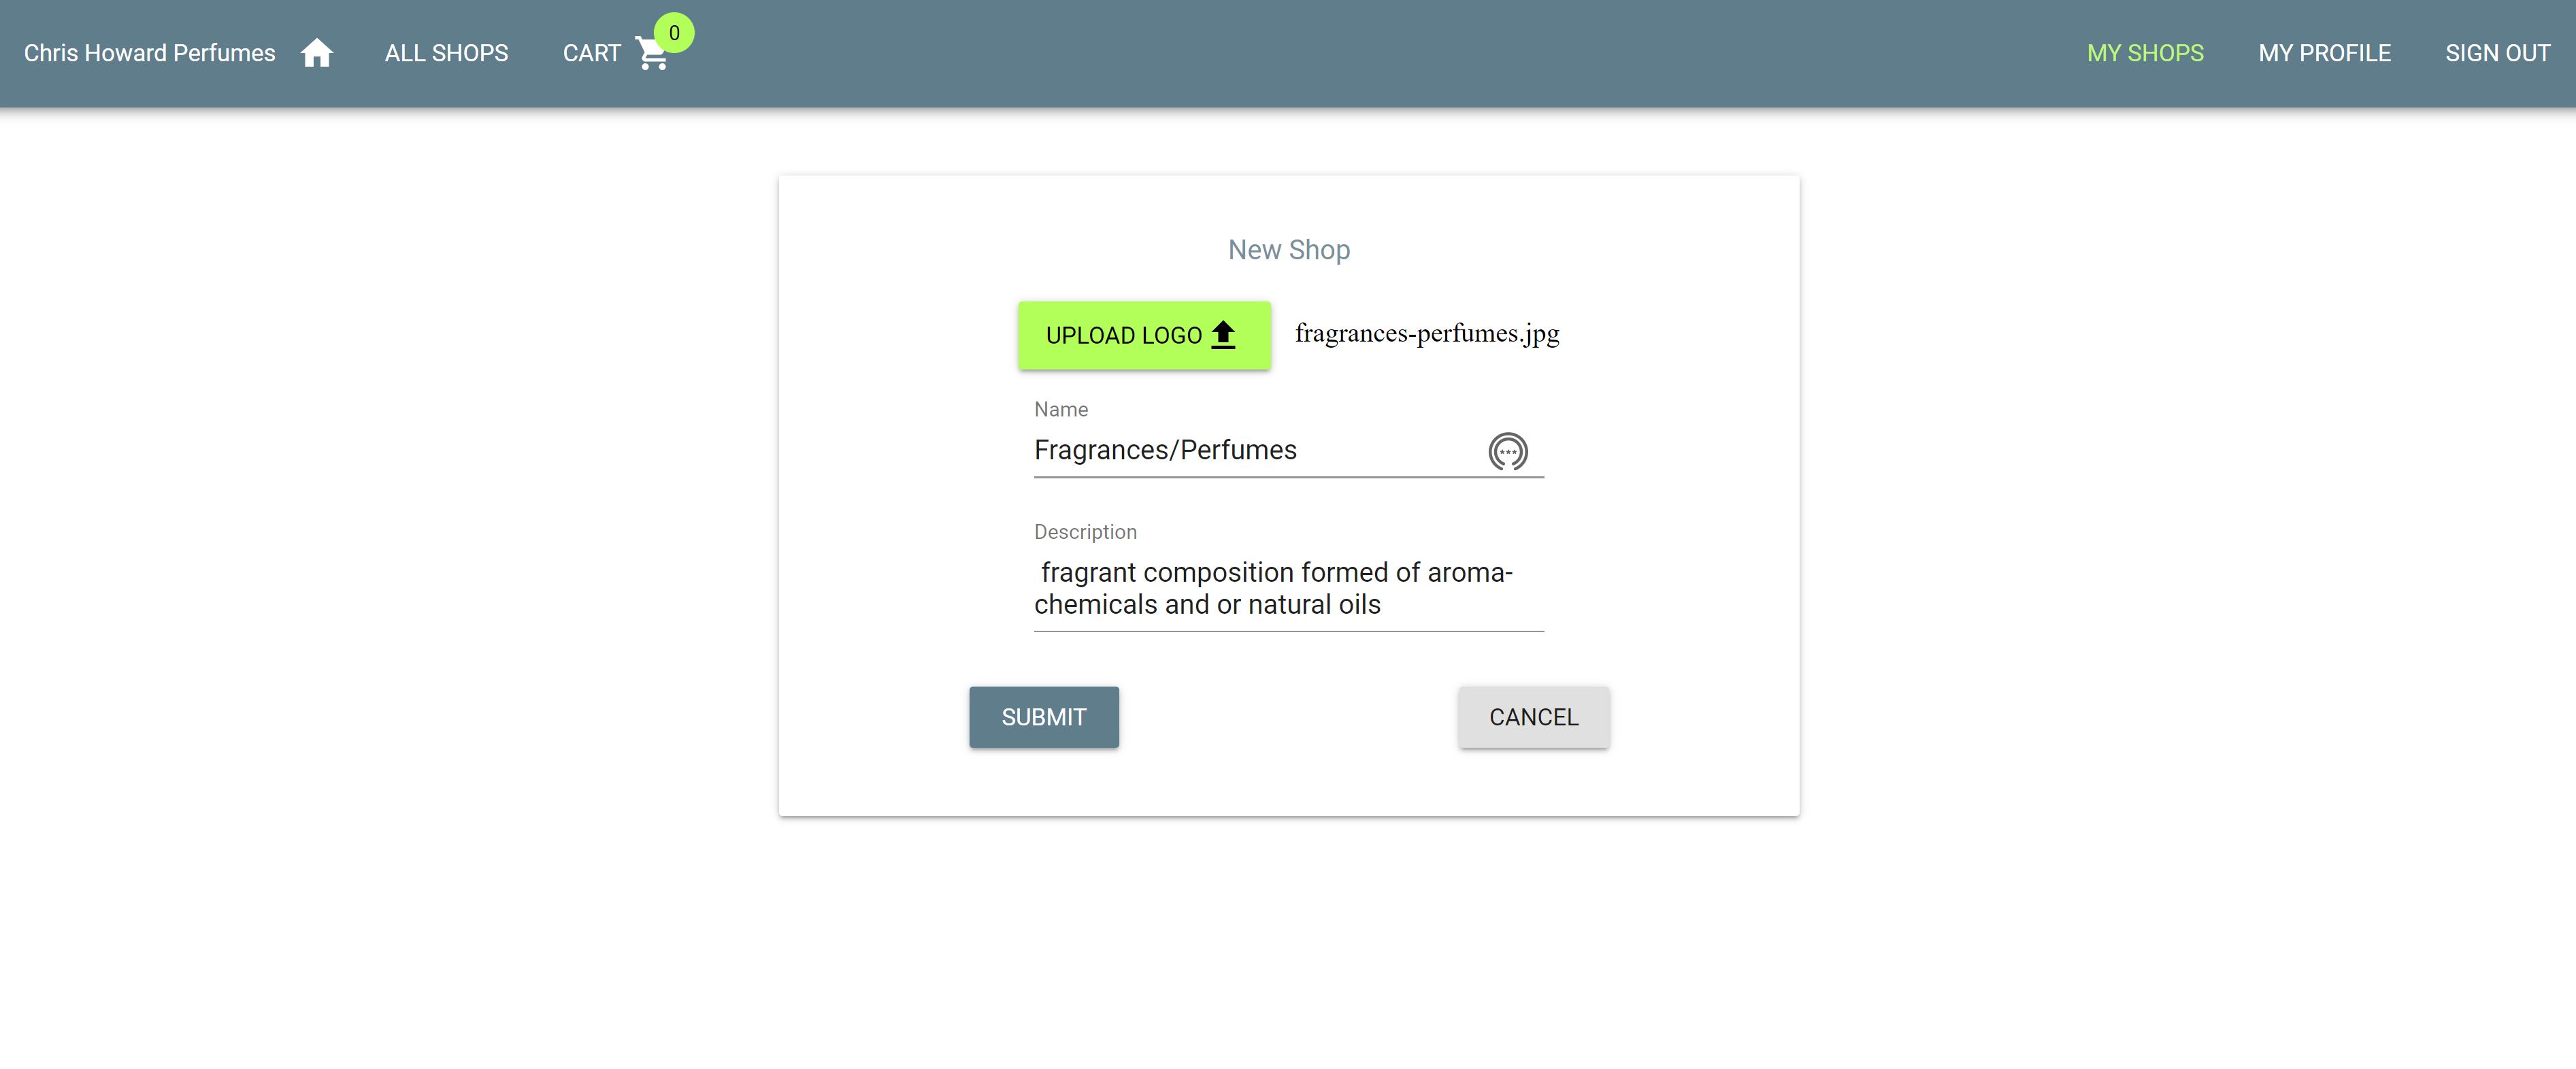 Chris Howard Perfumes ALL SHOPS CART 0 MY SHOPS MY PROFILE SIGN OUT
New Shop
UPLOAD LOGO fragrances-perfumes.jpg
Name
Fragrances/Perfumes
Description
fragrant composition formed of aroma-
chemicals and or natural oils
SUBMIT CANCEL